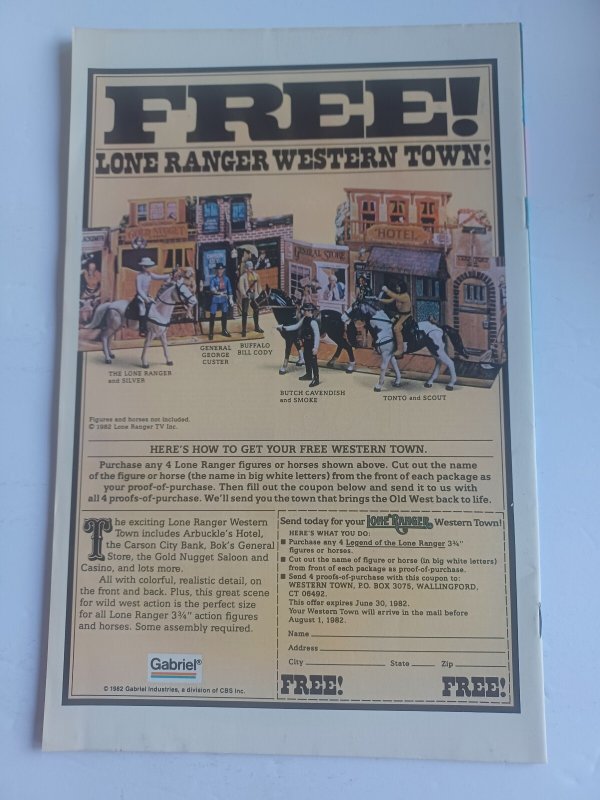 FREE!
LONE RANGER WESTERN TOWN!
GOLD NUGGET
GENERAL STORE
HOTEL
THE LONE RANGER
and SILVER
GENERAL
GEORGE
CUSTER
BUFFALO
BILL CODY
BUTCH CAVENDISH
and SMOKE
TONTO and SCOUT
Figures and horses not included.
© 1982 Lone Ranger TV Inc.
HERE'S HOW TO GET YOUR FREE WESTERN TOWN.
Purchase any 4 Lone Ranger figures or horses shown above. Cut out the name
of the figure or horse (the name in big white letters) from the front of each package as
your proof-of-purchase. Then fill out the coupon below and send it to us with
all 4 proofs-of-purchase. We'll send you the town that brings the Old West back to life.
The exciting Lone Ranger Western
Town includes Arbuckle's Hotel,
the Carson City Bank, Bok's General
Store, the Gold Nugget Saloon and
Casino, and lots more.
All with colorful, realistic detail, on
the front and back. Plus, this great scene
for wild west action is the perfect size
for all Lone Ranger 3¾" action figures
and horses. Some assembly required.
Gabriel®
© 1982 Gabriel Industries, a division of CBS Inc.
Send today for your LONE RANGER Western Town!
HERE'S WHAT YOU DO:
■ Purchase any 4 Legend of the Lone Ranger 3¾"
figures or horses.
■ Cut out the name of figure or horse (in big white letters)
from front of each package as proof-of-purchase.
■ Send 4 proofs-of-purchase with this coupon to:
WESTERN TOWN, P.O. BOX 3075, WALLINGFORD,
CT 06492.
This offer expires June 30, 1982.
Your Western Town will arrive in the mail before
August 1, 1982.
Name
Address
City State Zip
FREE! FREE!